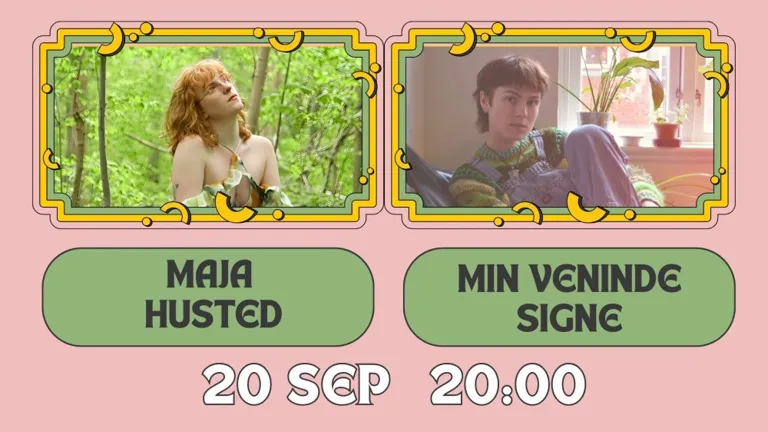 MAJA
HUSTED
MIN VENINDE
SIGNE
20 SEP 20:00